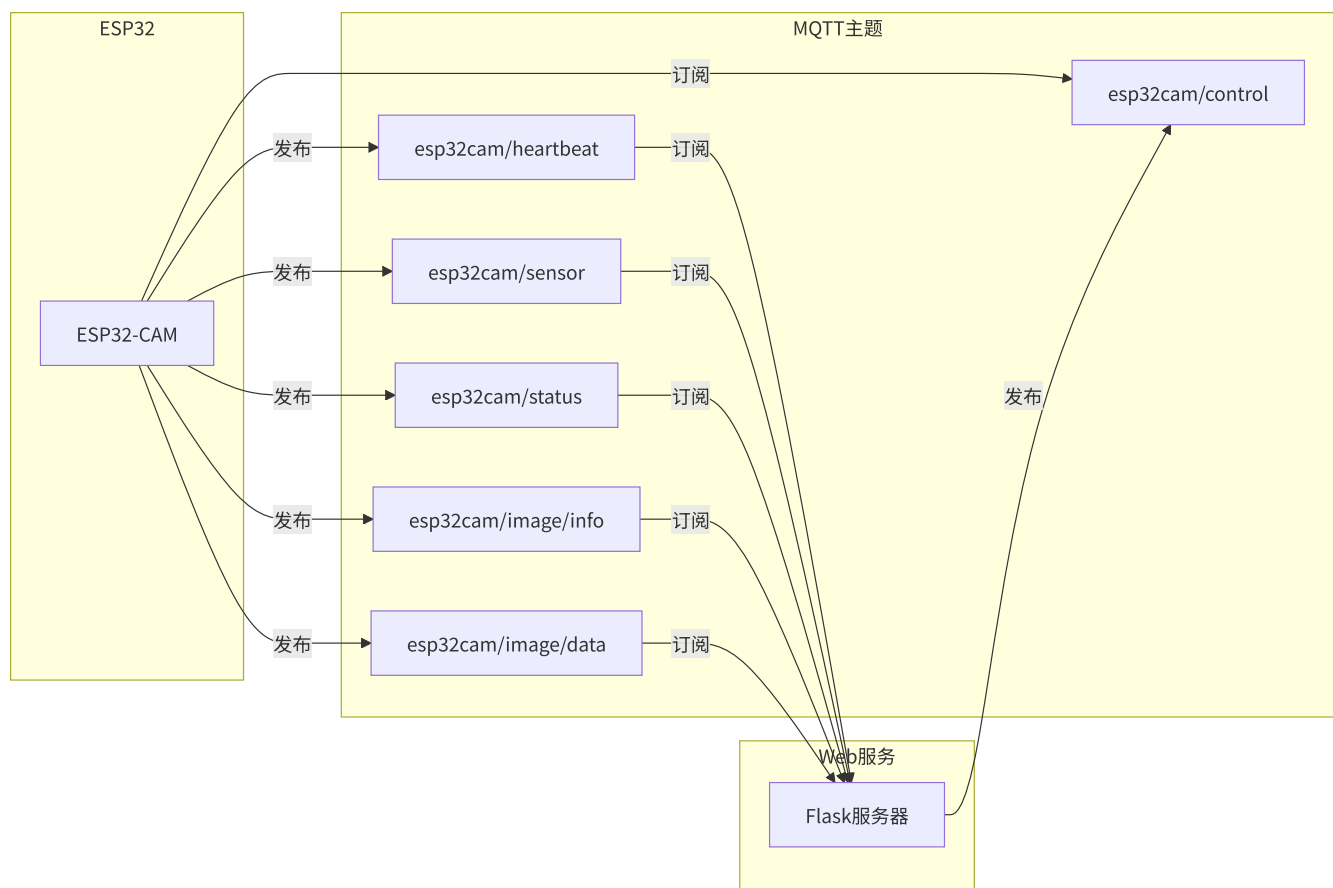 ESP32
MQTT主题
订阅
esp32cam/control
发布
esp32cam/heartbeat
订阅
发布
esp32cam/sensor
订阅
ESP32-CAM
发布
esp32cam/status
订阅
发布
发布
esp32cam/image/info
订阅
发布
esp32cam/image/data
订阅
Web服务
Flask服务器